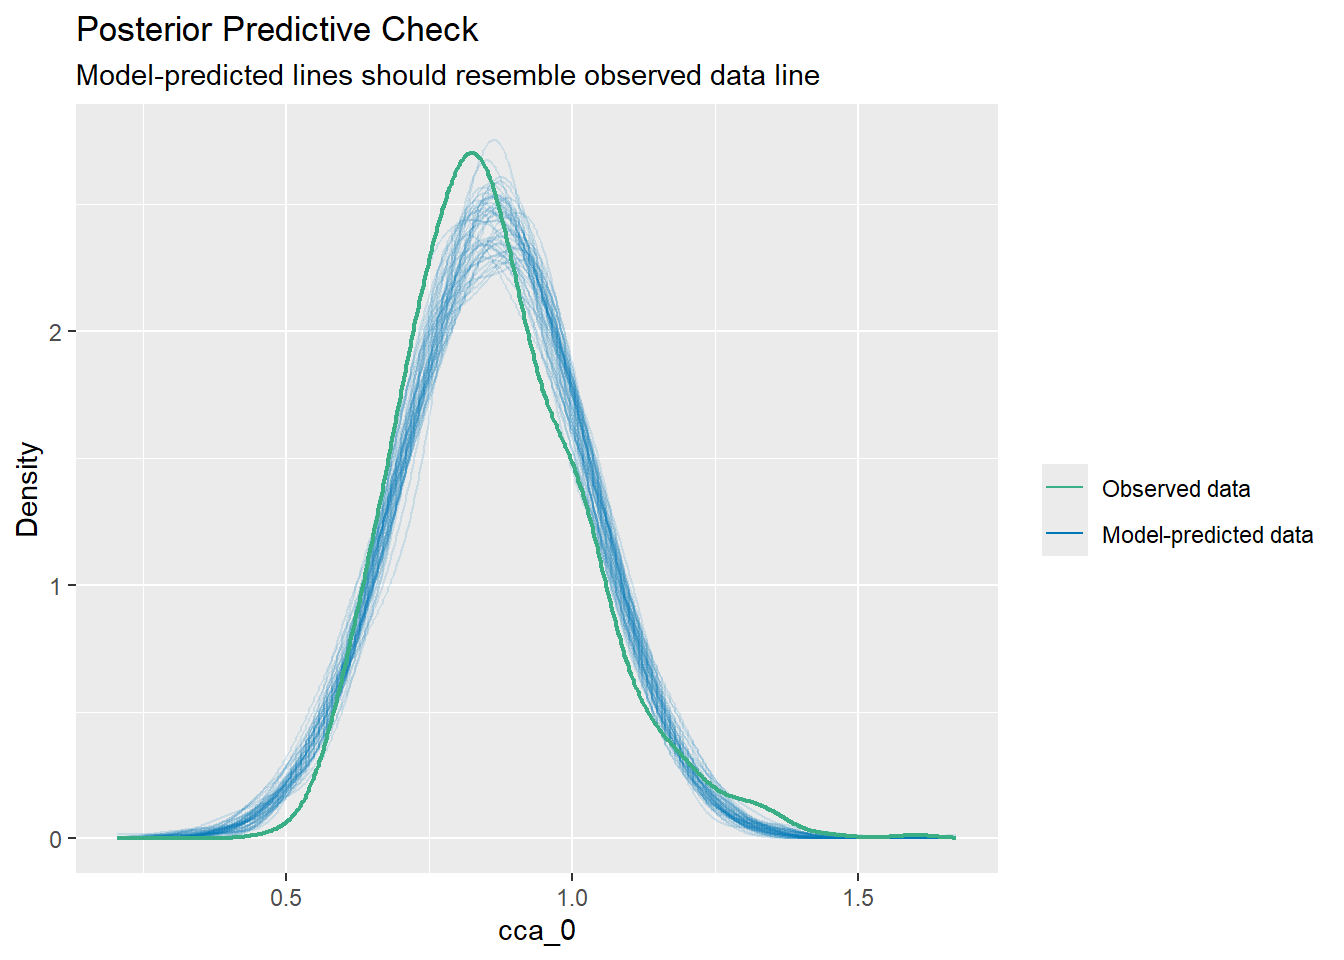 Posterior Predictive Check
Model-predicted lines should resemble observed data line
Density
2
1
0
0.5 1.0 1.5
cca_0
Observed data
Model-predicted data